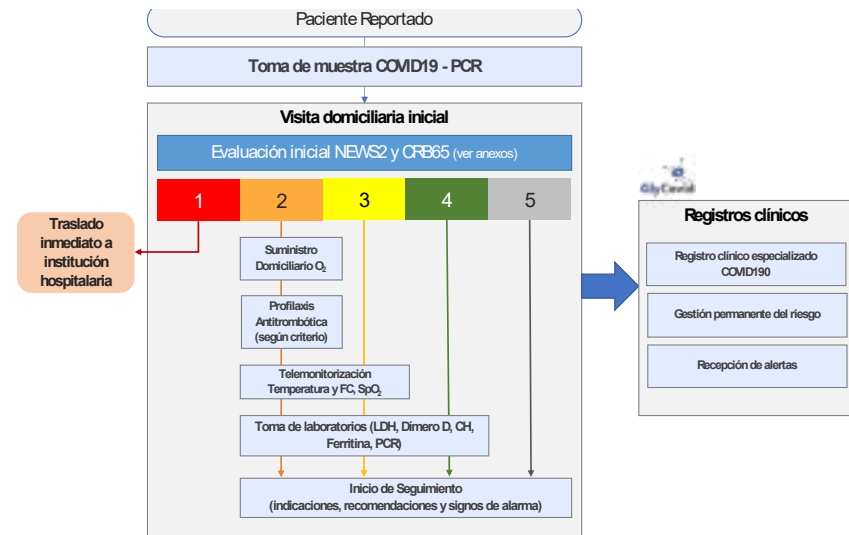 Paciente Reportado
Toma de muestra COVID19 - PCR
Visita domiciliaria inicial
Evaluación inicial NEWS2 y CRB65 (ver anexos)
1 2 3 4 5
Traslado
inmediato a
institución
hospitalaria
Suministro
Domiciliario O₂
Profilaxis
Antitrombótica
(según criterio)
Telemonitorización
Temperatura y FC, SpO₂
Toma de laboratorios (LDH, Dímero D, CH,
Ferritina, PCR)
Inicio de Seguimiento
(indicaciones, recomendaciones y signos de alarma)
GlyCovid
Registros clínicos
Registro clínico especializado
COVID190
Gestión permanente del riesgo
Recepción de alertas